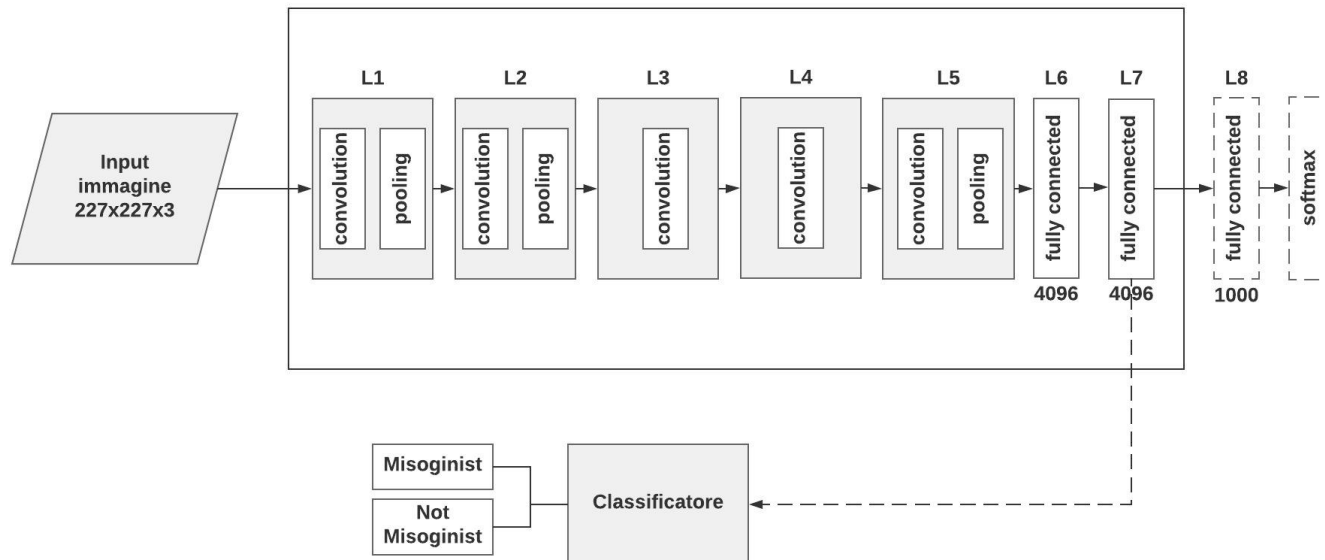 L1
L2
L3
L4
L5
L6
L7
L8
Input
immagine
227x227x3
convolution
pooling
convolution
pooling
convolution
convolution
convolution
pooling
fully connected
fully connected
fully connected
softmax
4096
4096
1000
Misoginist
Not
Misoginist
Classificatore